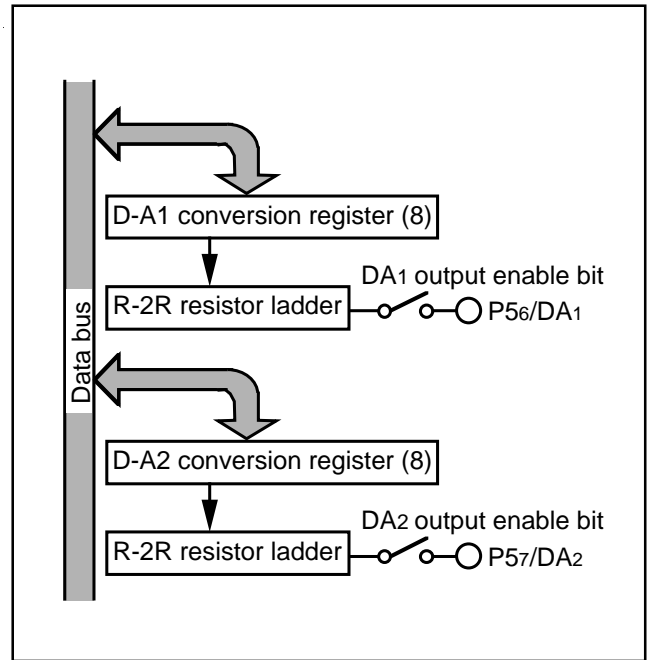 Data bus
D-A1 conversion register (8)
DA1 output enable bit
R-2R resistor ladder
P56/DA1
D-A2 conversion register (8)
DA2 output enable bit
R-2R resistor ladder
P57/DA2